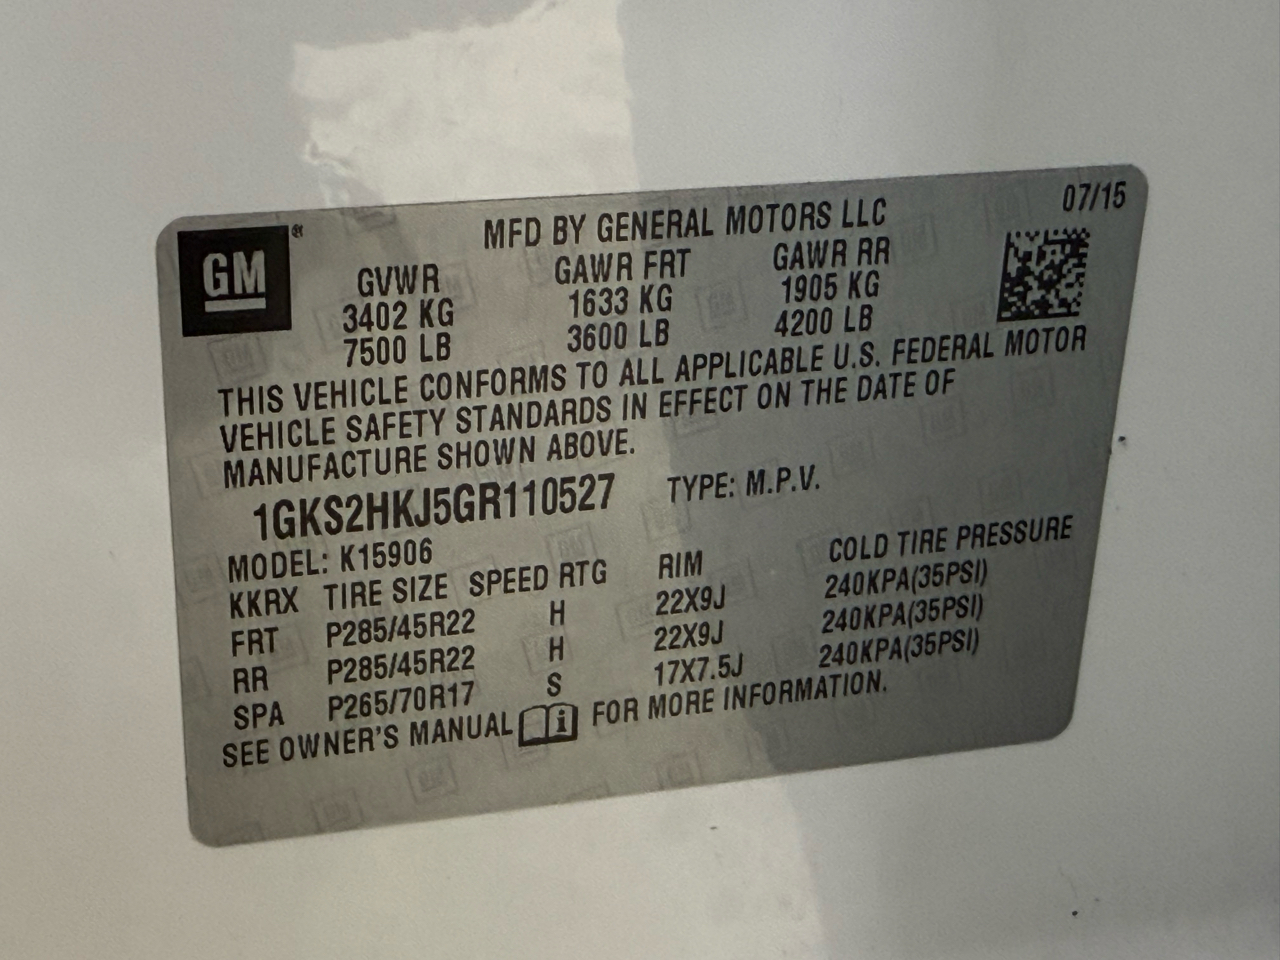 07/15
GM ®
MFD BY GENERAL MOTORS LLC
GVWR GAWR FRT GAWR RR
3402 KG 1633 KG 1905 KG
7500 LB 3600 LB 4200 LB
THIS VEHICLE CONFORMS TO ALL APPLICABLE U.S. FEDERAL MOTOR
VEHICLE SAFETY STANDARDS IN EFFECT ON THE DATE OF
MANUFACTURE SHOWN ABOVE.
1GKS2HKJ5GR110527 TYPE: M.P.V.
MODEL: K15906
KKRX TIRE SIZE SPEED RTG RIM COLD TIRE PRESSURE
FRT P285/45R22 H 22X9J 240KPA(35PSI)
RR P285/45R22 H 22X9J 240KPA(35PSI)
SPA P265/70R17 S 17X7.5J 240KPA(35PSI)
SEE OWNER'S MANUAL i FOR MORE INFORMATION.